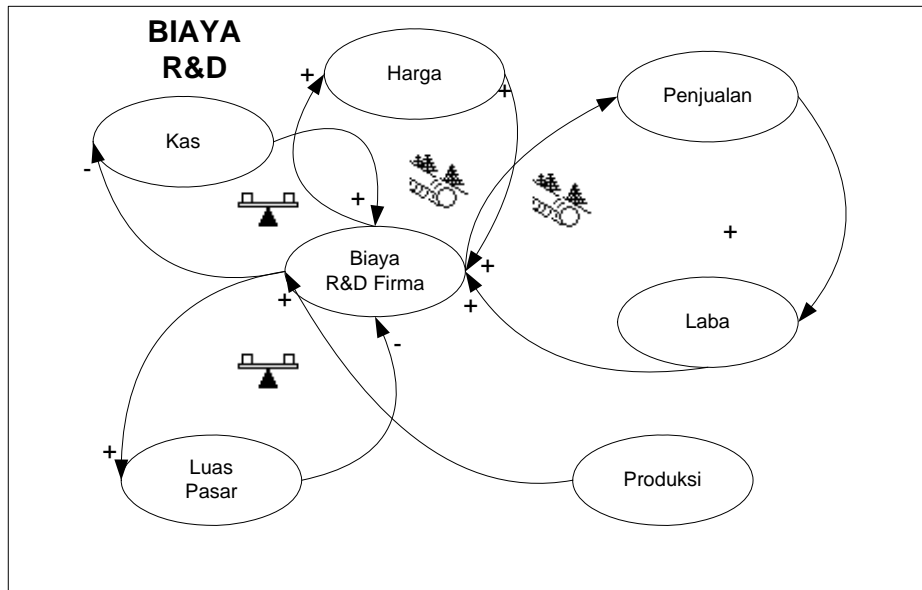 BIAYA
R&D
Harga
Penjualan
Kas
Biaya
R&D Firma
Laba
Luas
Pasar
Produksi
+
+
-
+
+
+
+
+
-
+